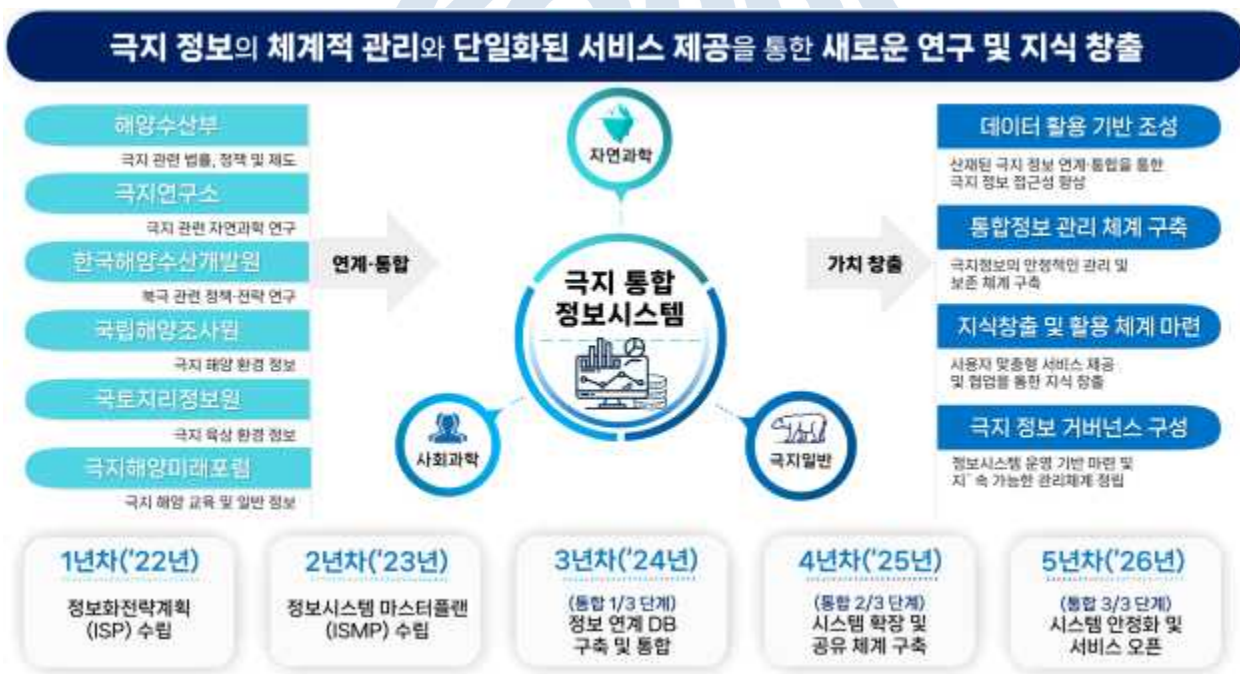 극지 정보의 체계적 관리와 단일화된 서비스 제공을 통한 새로운 연구 및 지식 창출
해양수산부
극지 관련 법률, 정책 및 제도
극지연구소
극지 관련 자연과학 연구
한국해양수산개발원
북극 관련 정책·전략 연구
국립해양조사원
극지 해양 환경 정보
국토지리정보원
극지 육상 환경 정보
극지해양미래포럼
극지 해양 교육 및 일반 정보
연계·통합
자연과학
극지 통합
정보시스템
사회과학
극지일반
가치 창출
데이터 활용 기반 조성
산재된 극지 정보 연계·통합을 통한
극지 정보 접근성 향상
통합정보 관리 체계 구축
극지정보의 안정적인 관리 및
보존 체계 구축
지식창출 및 활용 체계 마련
사용자 맞춤형 서비스 제공
및 협업을 통한 지식 창출
극지 정보 거버넌스 구성
정보시스템 운영 기반 마련 및
지¨ 속 가능한 관리체계 정립
1년차('22년)
정보화전략계획
(ISP) 수립
2년차('23년)
정보시스템 마스터플랜
(ISMP) 수립
3년차('24년)
(통합 1/3 단계)
정보 연계 DB
구축 및 통합
4년차('25년)
(통합 2/3 단계)
시스템 확장 및
공유 체계 구축
5년차('26년)
(통합 3/3 단계)
시스템 안정화 및
서비스 오픈